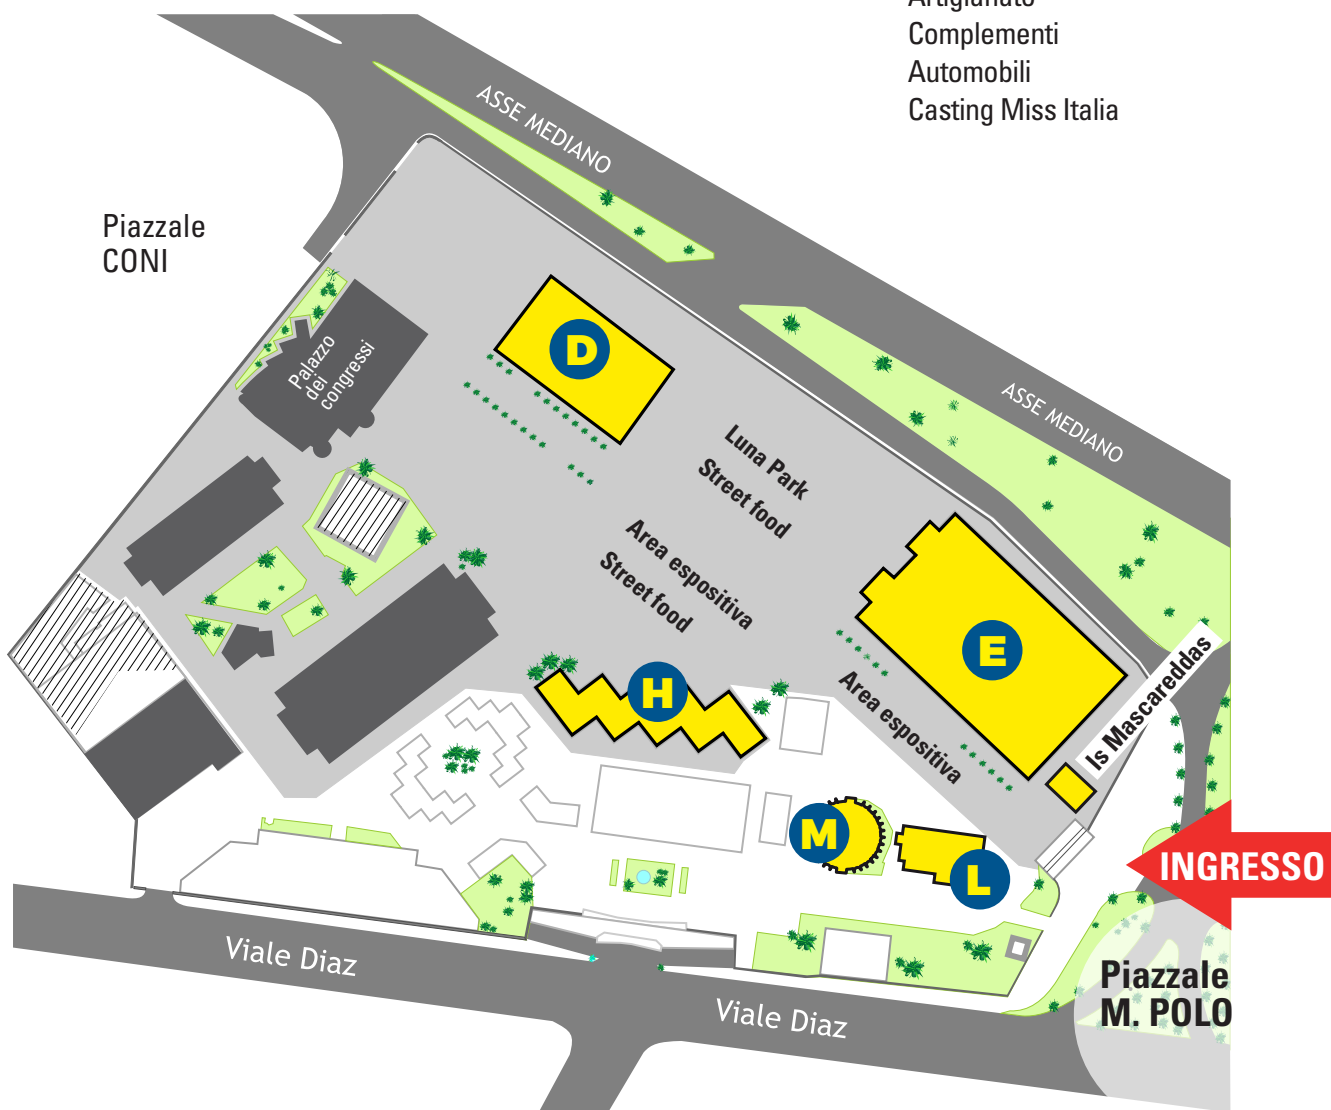 Artigianato
Complementi
Automobili
Casting Miss Italia
ASSE MEDIANO
Piazzale
CONI
Palazzo
dei
congressi
D
ASSE MEDIANO
Luna Park
Street food
Area espositiva
Street food
E
H
Is Mascareddas
Area espositiva
M
L
INGRESSO
Viale Diaz
Viale Diaz
Piazzale
M. POLO